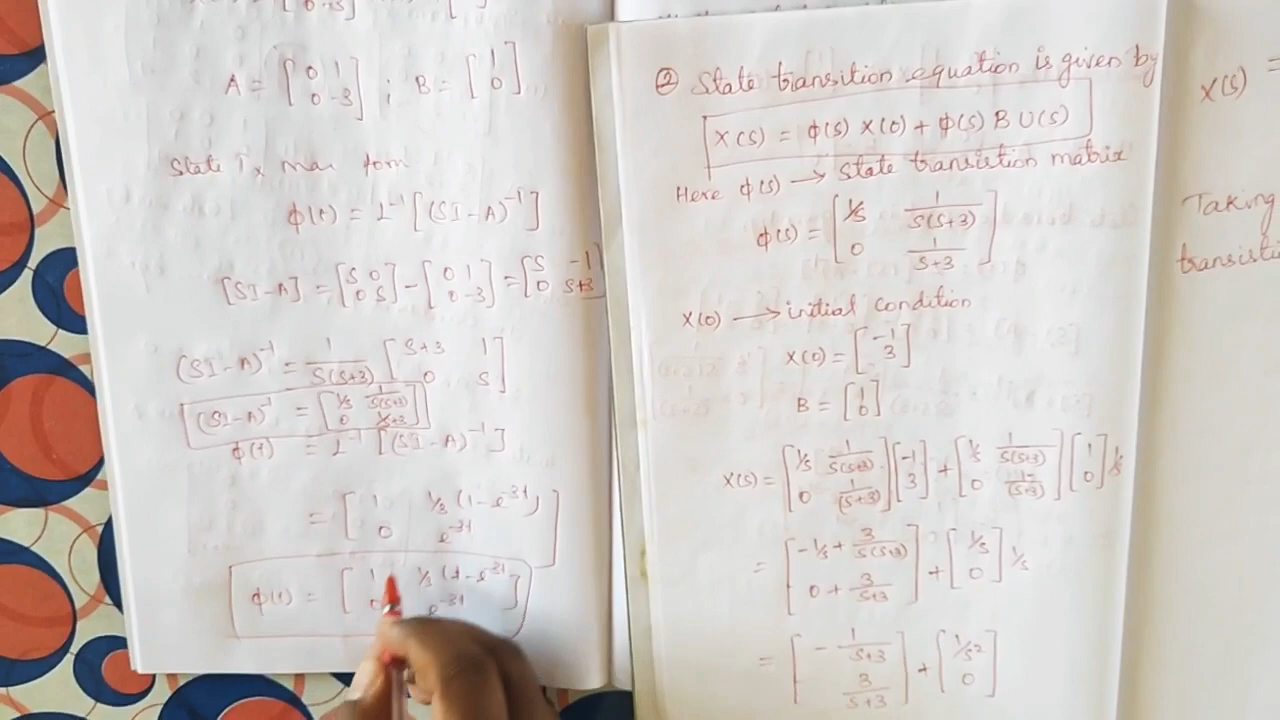 A = [0 1; 0 -3] ; B = [1; 0]
State Tx
ϕ(t) = L⁻¹[(SI-A)⁻¹]
[SI-A] = [S 0; 0 S] - [0 1; 0 -3] = [S -1; 0 S+3]
(SI-A)⁻¹ = 1/S(S+3) [S+3 1; 0 S]
(SI-A)⁻¹ = [1/S 1/S(S+3); 0 1/S+3]
ϕ(t) = L⁻¹[(SI-A)⁻¹]
= [1 1/3(1-e⁻³ᵗ); 0 e⁻³ᵗ]
ϕ(t) = [1 1/3(1-e⁻³ᵗ); e⁻³ᵗ]
② State transition equation is given by
X(S) = ϕ(S) X(0) + ϕ(S) B U(S)
Here ϕ(S) → state transistion matrix
ϕ(S) = [1/S 1/S(S+3); 0 1/S+3]
X(0) → initial condition
X(0) = [-1; 3]
B = [1; 0]
X(S) = [1/S 1/S(S+3); 0 1/(S+3)] [-1; 3] + [1/S 1/S(S+3); 0 1/(S+3)] [1; 0] 1/S
= [-1/S + 3/S(S+3); 0 + 3/S+3] + [1/S; 0] 1/S
= [-1/S+3; 3/S+3] + [1/S²; 0]
X(S) =
Taking